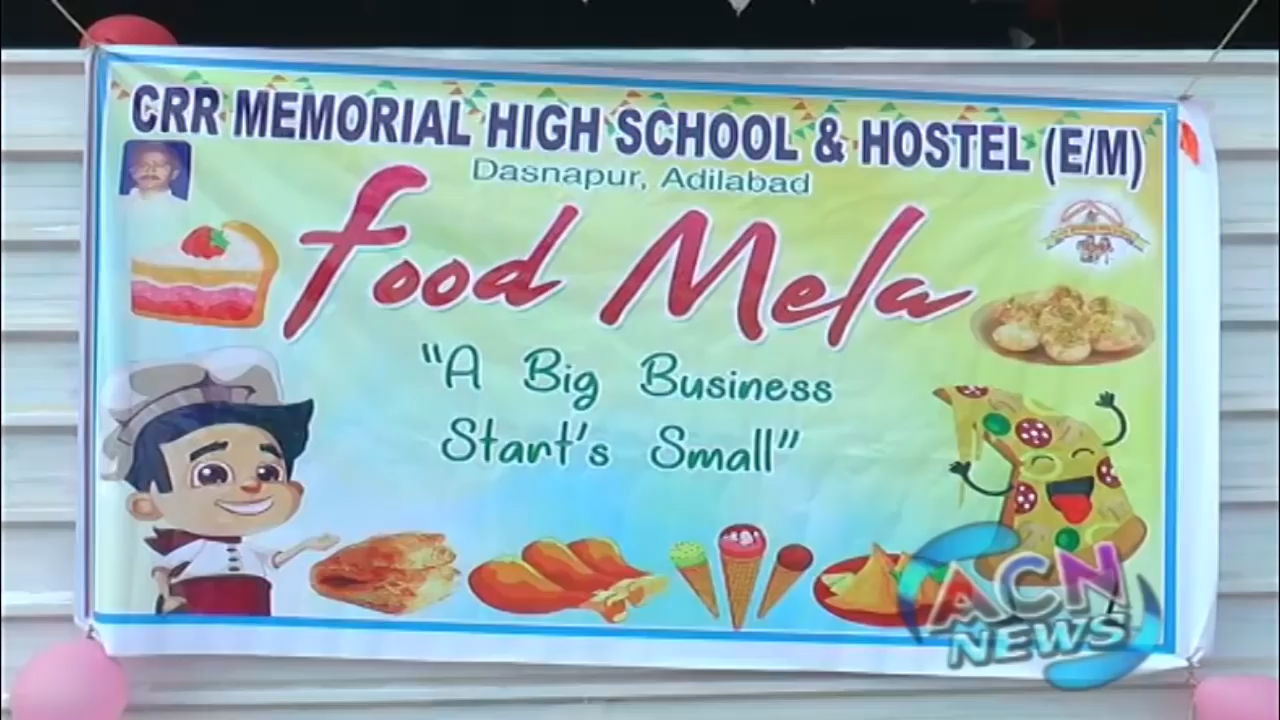 CRR MEMORIAL HIGH SCHOOL & HOSTEL (E/M)
Dasnapur, Adilabad
Food Mela
"A Big Business
Start's Small"
ACN
NEWS